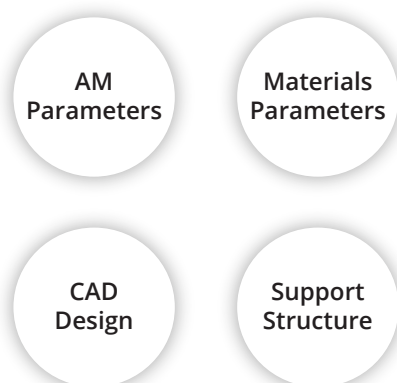 AM
Parameters
Materials
Parameters
CAD
Design
Support
Structure